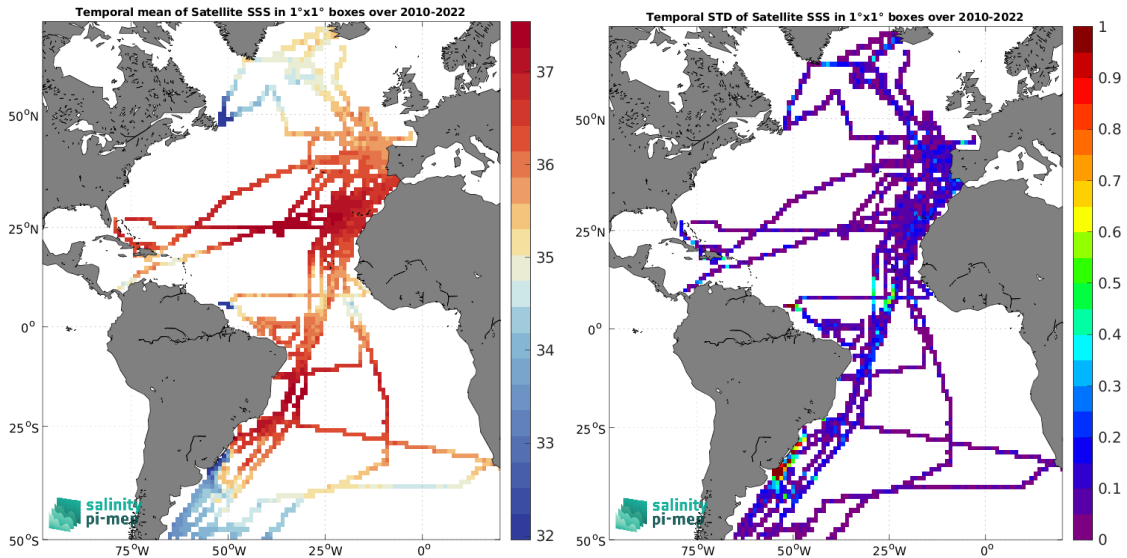 Temporal mean of Satellite SSS in 1°x1° boxes over 2010-2022
50°N
25°N
0°
25°S
50°S
75°W
50°W
25°W
0°
37
36
35
34
33
32
salinity
pi-mep
Temporal STD of Satellite SSS in 1°x1° boxes over 2010-2022
50°N
25°N
0°
25°S
50°S
75°W
50°W
25°W
0°
1
0.9
0.8
0.7
0.6
0.5
0.4
0.3
0.2
0.1
0
salinity
pi-mep